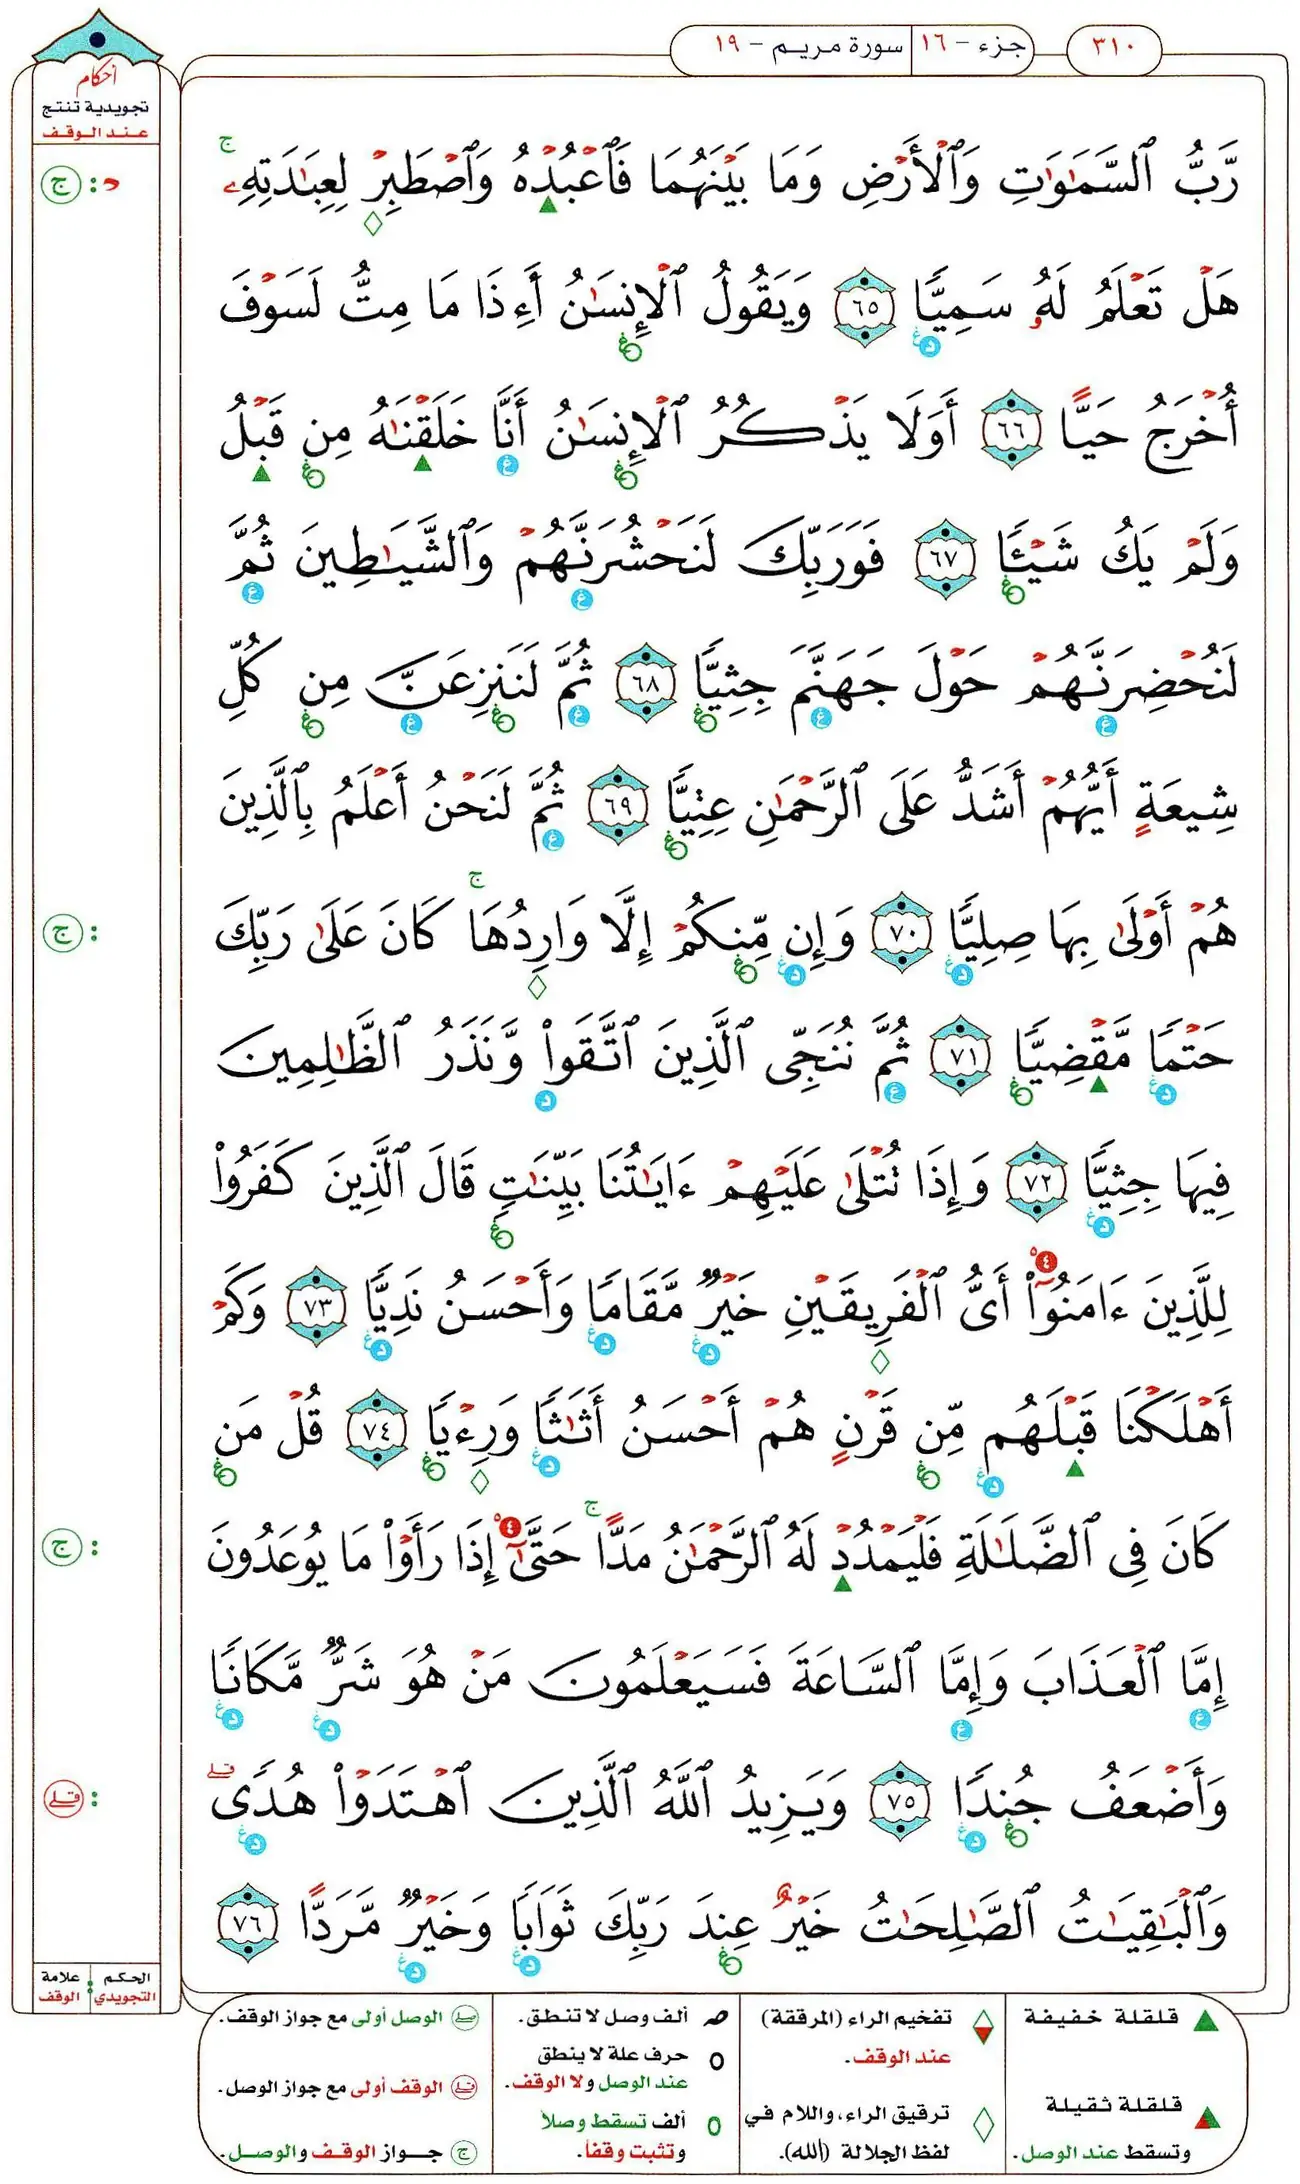 ٣١٠
جزء - ١٦ سورة مريم - ١٩
أحكام
تجويدية تنتج
عند الوقف
رَّبُّ ٱلسَّمَٰوَٰتِ وَٱلْأَرْضِ وَمَا بَيْنَهُمَا فَٱعْبُدْهُ وَٱصْطَبِرْ لِعِبَٰدَتِهِۦ ۚ
هَلْ تَعْلَمُ لَهُۥ سَمِيًّا ٦٥ وَيَقُولُ ٱلْإِنسَٰنُ أَءِذَا مَا مِتُّ لَسَوْفَ
أُخْرَجُ حَيًّا ٦٦ أَوَلَا يَذْكُرُ ٱلْإِنسَٰنُ أَنَّا خَلَقْنَٰهُ مِن قَبْلُ
وَلَمْ يَكُ شَيْـًٔا ٦٧ فَوَرَبِّكَ لَنَحْشُرَنَّهُمْ وَٱلشَّيَٰطِينَ ثُمَّ
لَنُحْضِرَنَّهُمْ حَوْلَ جَهَنَّمَ جِثِيًّا ٦٨ ثُمَّ لَنَنزِعَنَّ مِن كُلِّ
شِيعَةٍ أَيُّهُمْ أَشَدُّ عَلَى ٱلرَّحْمَٰنِ عِتِيًّا ٦٩ ثُمَّ لَنَحْنُ أَعْلَمُ بِٱلَّذِينَ
هُمْ أَوْلَىٰ بِهَا صِلِيًّا ٧٠ وَإِن مِّنكُمْ إِلَّا وَارِدُهَا ۚ كَانَ عَلَىٰ رَبِّكَ
حَتْمًا مَّقْضِيًّا ٧١ ثُمَّ نُنَجِّى ٱلَّذِينَ ٱتَّقَوا۟ وَّنَذَرُ ٱلظَّٰلِمِينَ
فِيهَا جِثِيًّا ٧٢ وَإِذَا تُتْلَىٰ عَلَيْهِمْ ءَايَٰتُنَا بَيِّنَٰتٍ قَالَ ٱلَّذِينَ كَفَرُوا۟
لِلَّذِينَ ءَامَنُوٓا۟ أَىُّ ٱلْفَرِيقَيْنِ خَيْرٌ مَّقَامًا وَأَحْسَنُ نَدِيًّا ٧٣ وَكَمْ
أَهْلَكْنَا قَبْلَهُم مِّن قَرْنٍ هُمْ أَحْسَنُ أَثَٰثًا وَرِءْيًا ٧٤ قُلْ مَن
كَانَ فِى ٱلضَّلَٰلَةِ فَلْيَمْدُدْ لَهُ ٱلرَّحْمَٰنُ مَدًّا ۚ حَتَّىٰٓ إِذَا رَأَوْا۟ مَا يُوعَدُونَ
إِمَّا ٱلْعَذَابَ وَإِمَّا ٱلسَّاعَةَ فَسَيَعْلَمُونَ مَنْ هُوَ شَرٌّ مَّكَانًا
وَأَضْعَفُ جُندًا ٧٥ وَيَزِيدُ ٱللَّهُ ٱلَّذِينَ ٱهْتَدَوْا۟ هُدًى ۗ
وَٱلْبَٰقِيَٰتُ ٱلصَّٰلِحَٰتُ خَيْرٌ عِندَ رَبِّكَ ثَوَابًا وَخَيْرٌ مَّرَدًّا ٧٦
الحكم التجويدي : علامة الوقف
قلقلة خفيفة
قلقلة ثقيلة
وتسقط عند الوصل.
تفخيم الراء (المرققة)
عند الوقف.
ترقيق الراء، واللام في
لفظ الجلالة (الله).
ألف وصل لا تنطق.
حرف علة لا ينطق
عند الوصل ولا الوقف.
ألف تسقط وصلاً
وتثبت وقفاً.
الوصل أولى مع جواز الوقف.
الوقف أولى مع جواز الوصل.
ج جواز الوقف والوصل.